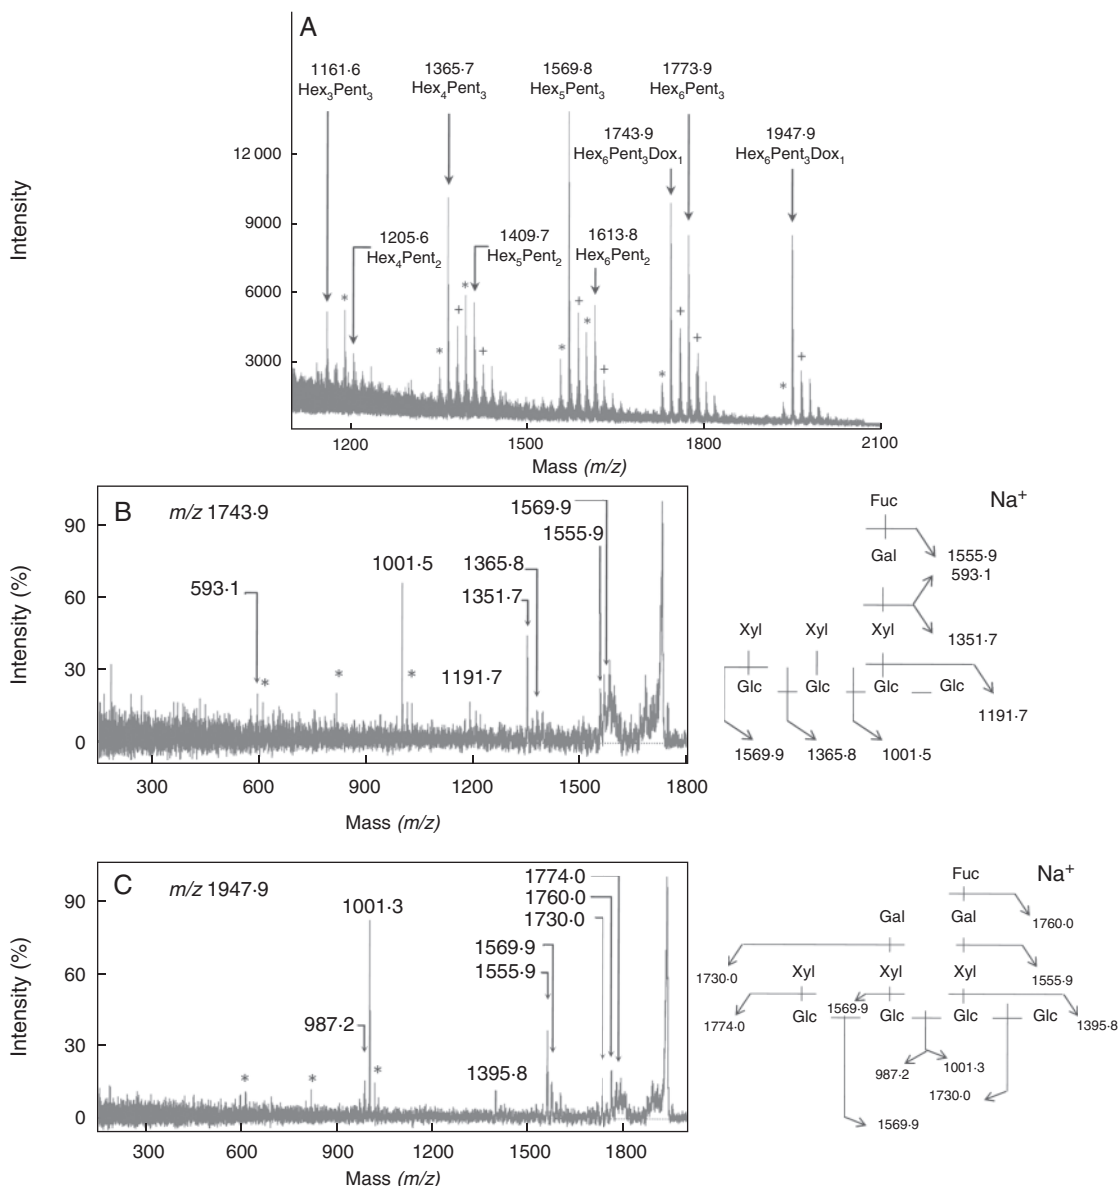 A
1161·6
Hex3Pent3
1365·7
Hex4Pent3
1569·8
Hex5Pent3
1773·9
Hex6Pent3
1743·9
Hex6Pent3Dox1
1947·9
Hex6Pent3Dox1
12 000
9000
6000
3000
Intensity
1205·6
Hex4Pent2
1409·7
Hex5Pent2
1613·8
Hex6Pent2
* * + * + * + * + * + + * +
1200 1500 1800 2100
Mass (m/z)
B
m/z 1743·9
90
60
30
0
Intensity (%)
593·1
*
*
1001·5
*
1191·7
1351·7
1365·8
1555·9
1569·9
300 600 900 1200 1500 1800
Mass (m/z)
Fuc
Na+
Gal
1555·9
593·1
1351·7
Xyl Xyl Xyl
Glc Glc Glc Glc
1191·7
1569·9 1365·8 1001·5
C
m/z 1947·9
90
60
30
0
Intensity (%)
*
*
987·2
1001·3
*
1395·8
1555·9
1569·9
1730·0
1760·0
1774·0
300 600 900 1200 1500 1800
Mass (m/z)
Fuc
Na+
1760·0
Gal Gal
1730·0
1555·9
Xyl Xyl Xyl
1774·0
Glc 1569·9 Glc Glc Glc
1395·8
987·2 1001·3
1730·0
1569·9